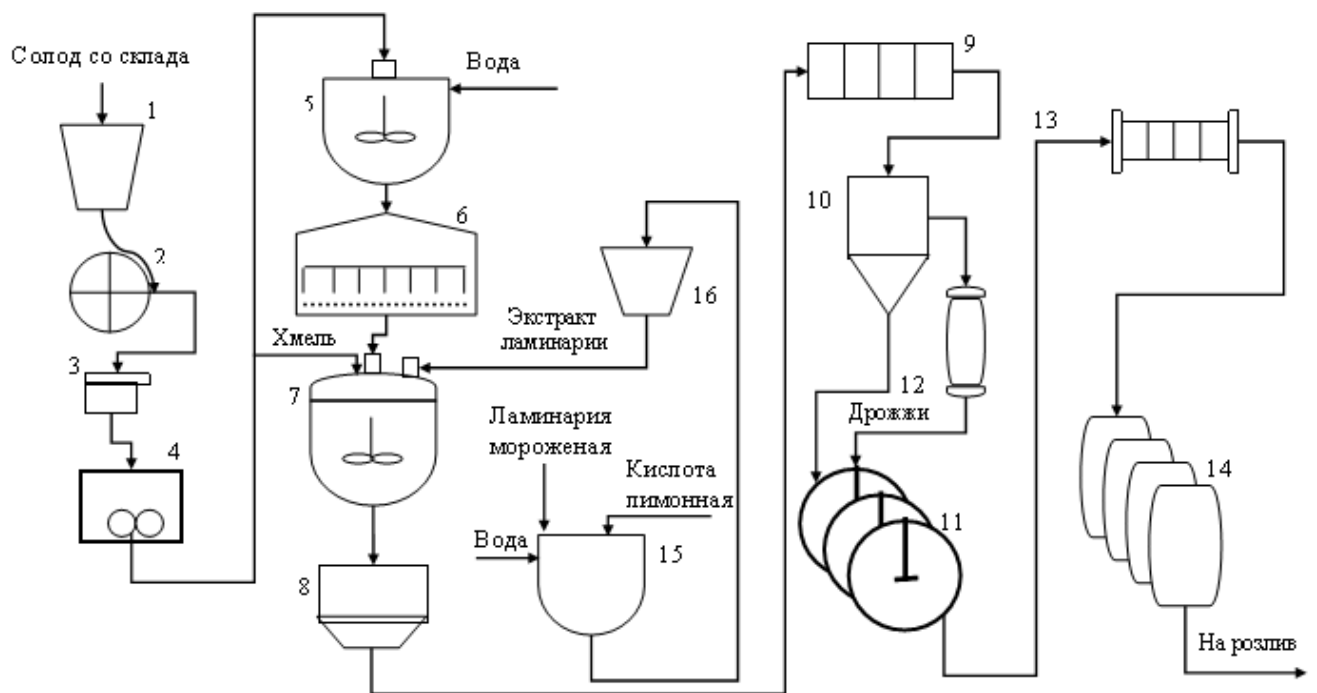 Солод со склада
1
2
3
4
5
Вода
6
Хмель
7
8
Экстракт
ламинарии
16
Ламинария
мороженая
Кислота
лимонная
Вода
15
9
10
12
Дрожжи
11
13
14
На розлив